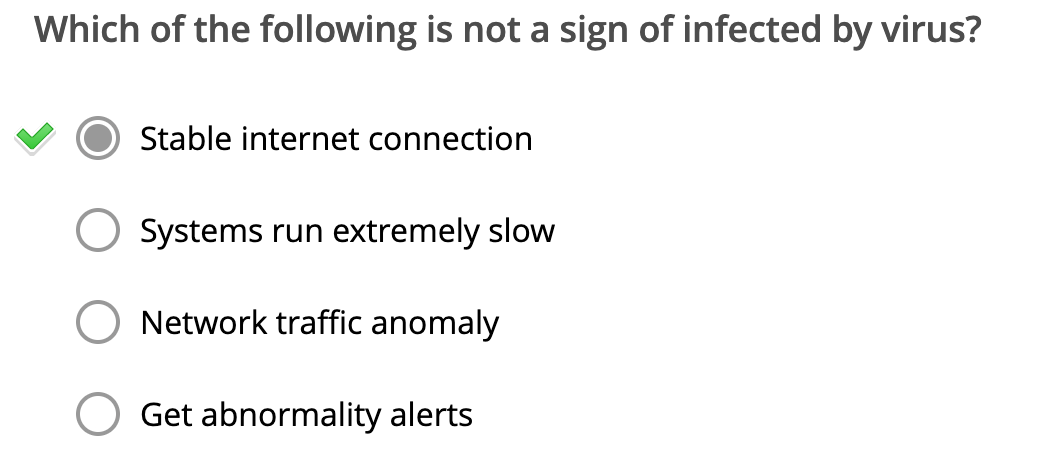 Which of the following is not a sign of infected by virus?
Stable internet connection
Systems run extremely slow
Network traffic anomaly
Get abnormality alerts